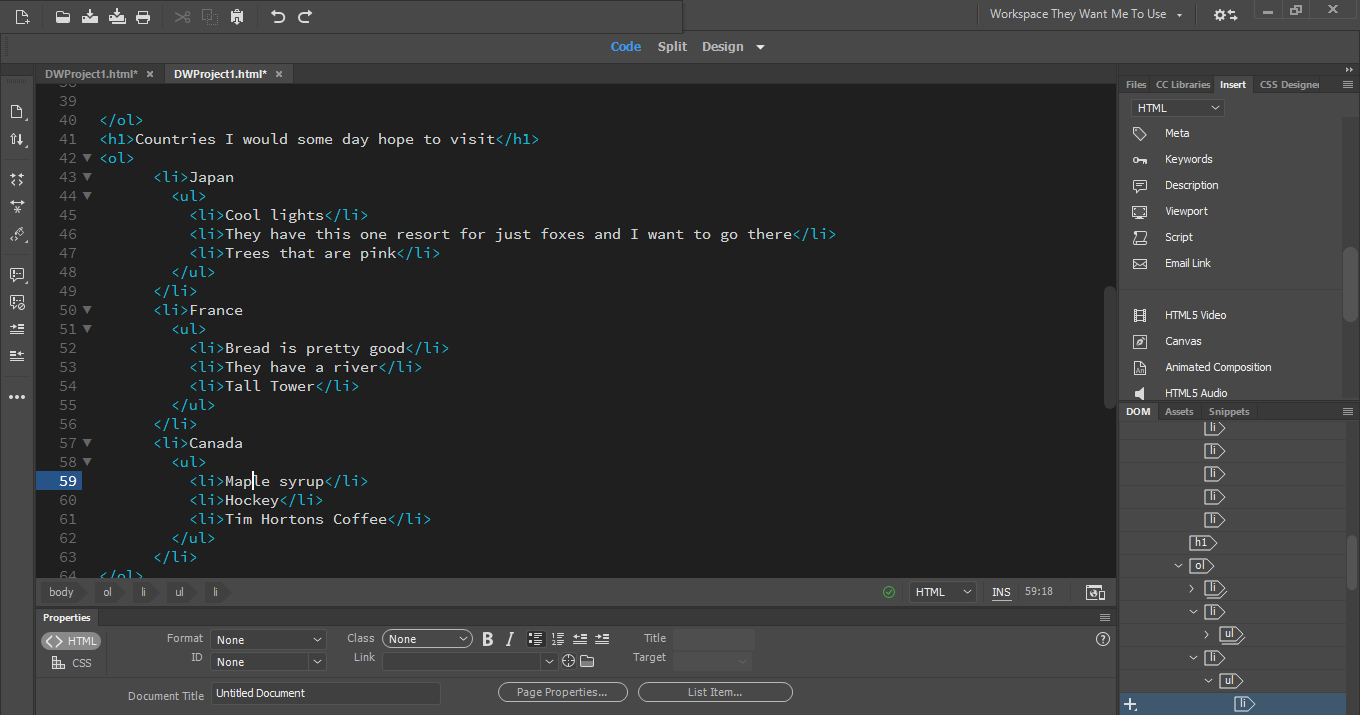 Workspace They Want Me To Use
Code Split Design
DWProject1.html* × DWProject1.html* ×
38
39
40 </ol>
41 <h1>Countries I would some day hope to visit</h1>
42 <ol>
43 <li>Japan
44 <ul>
45 <li>Cool lights</li>
46 <li>They have this one resort for just foxes and I want to go there</li>
47 <li>Trees that are pink</li>
48 </ul>
49 </li>
50 <li>France
51 <ul>
52 <li>Bread is pretty good</li>
53 <li>They have a river</li>
54 <li>Tall Tower</li>
55 </ul>
56 </li>
57 <li>Canada
58 <ul>
59 <li>Maple syrup</li>
60 <li>Hockey</li>
61 <li>Tim Hortons Coffee</li>
62 </ul>
63 </li>
64 </ol>
body ol li ul li
HTML INS 59:18
Files CC Libraries Insert CSS Designer
HTML
Meta
Keywords
Description
Viewport
Script
Email Link
HTML5 Video
Canvas
Animated Composition
HTML5 Audio
DOM Assets Snippets
li
li
li
li
li
h1
ol
li
li
ul
li
ul
li
Properties
HTML
CSS
Format None
ID None
Class None
Link
B I
Title
Target
Document Title Untitled Document
Page Properties...
List Item...